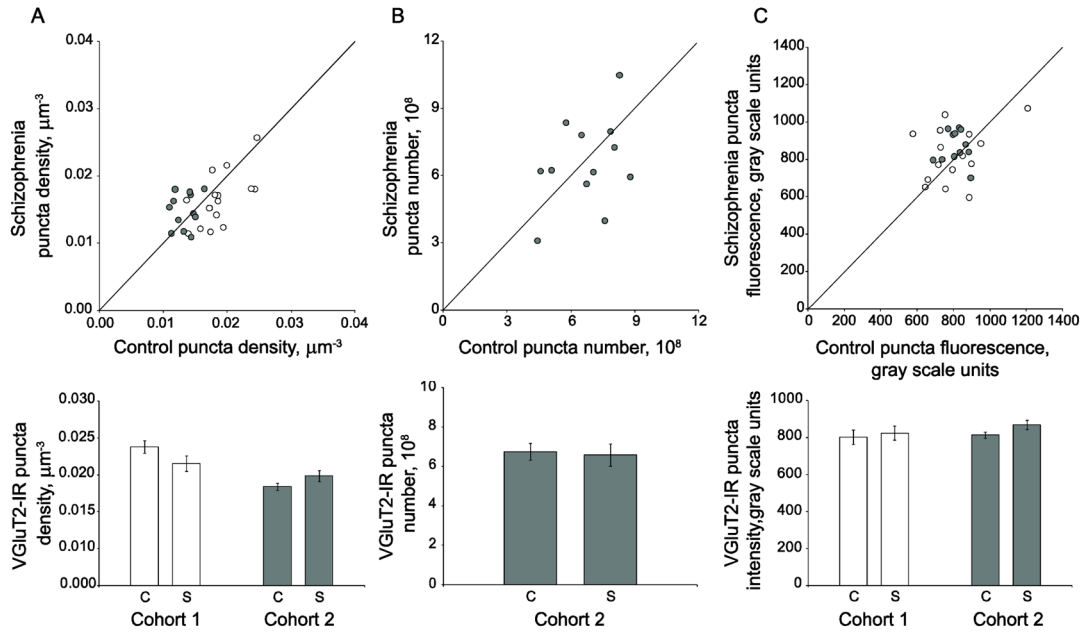 A
B
C
Schizophrenia
puncta density, µm-3
0.04
0.03
0.02
0.01
0.00
0.00
0.01
0.02
0.03
0.04
Control puncta density, µm-3
Schizophrenia
puncta number, 10⁸
12
9
6
3
0
0
3
6
9
12
Control puncta number, 10⁸
Schizophrenia puncta
fluorescence, gray scale units
1400
1200
1000
800
600
400
200
0
0
200
400
600
800
1000
1200
1400
Control puncta fluorescence,
gray scale units
VGluT2-IR puncta
density, µm-3
0.030
0.025
0.020
0.015
0.010
0.000
C
S
C
S
Cohort 1
Cohort 2
VGluT2-IR puncta
number, 10⁸
10
8
6
4
2
0
C
S
Cohort 2
VGluT2-IR puncta
intensity,gray scale units
1000
800
600
400
200
0
C
S
C
S
Cohort 1
Cohort 2